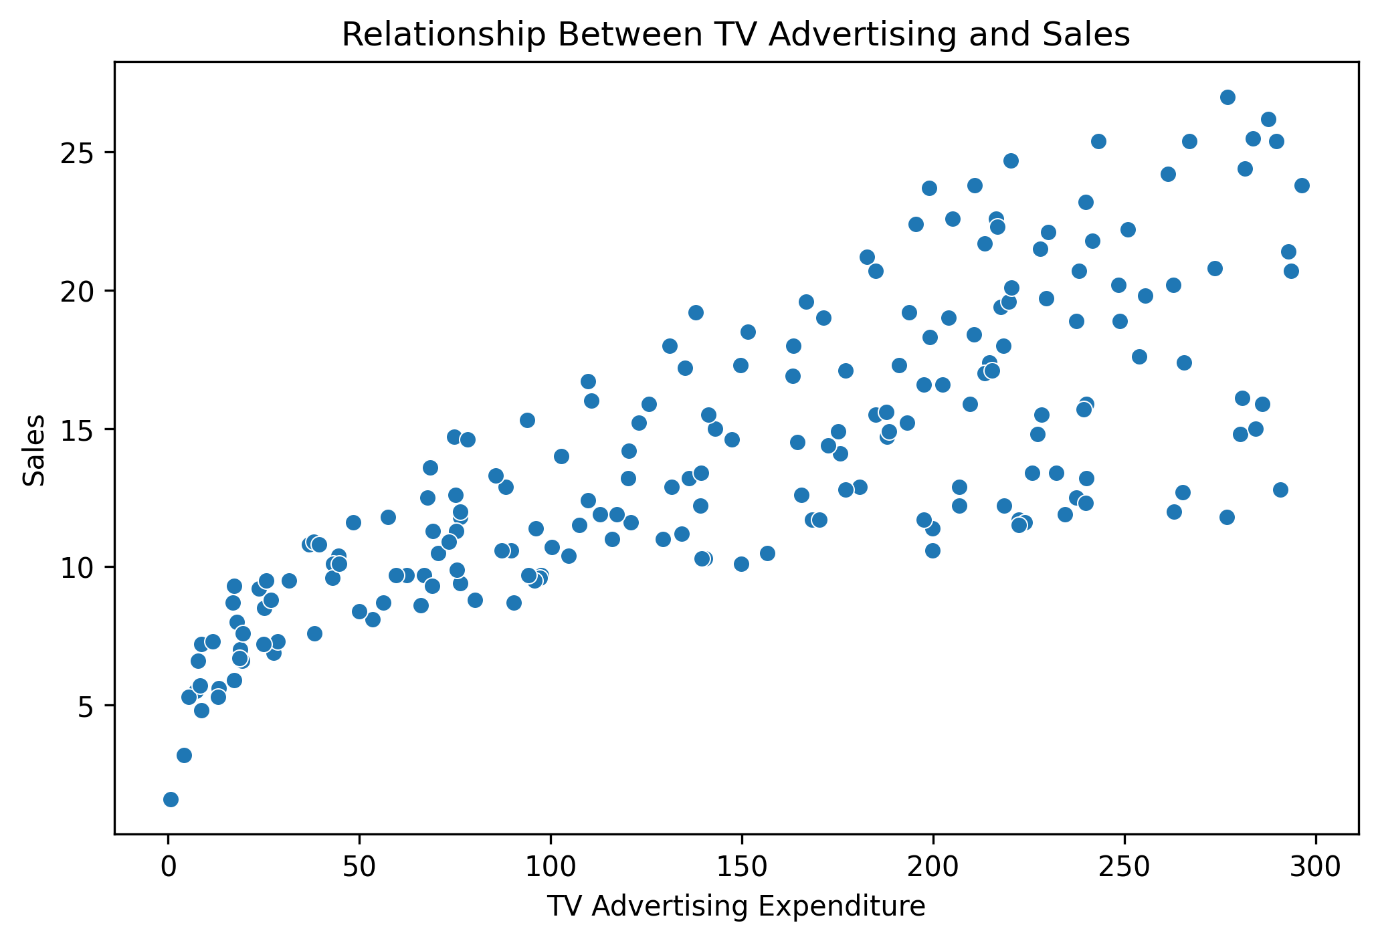 Relationship Between TV Advertising and Sales
25
20
15
10
5
Sales
0 50 100 150 200 250 300
TV Advertising Expenditure